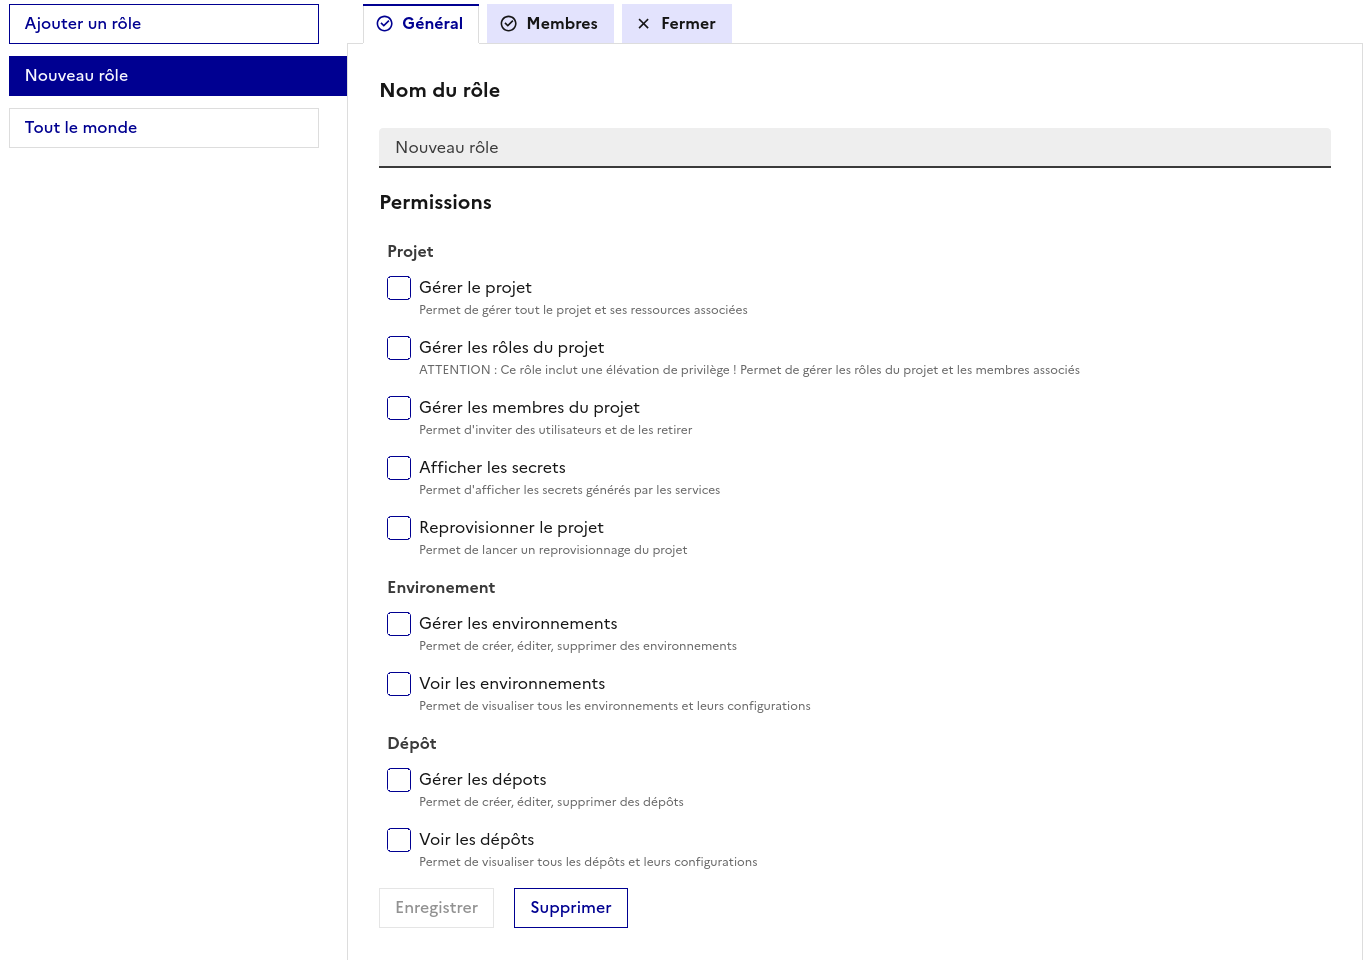 Ajouter un rôle
Nouveau rôle
Tout le monde
Général
Membres
Fermer
Nom du rôle
Nouveau rôle
Permissions
Projet
Gérer le projet
Permet de gérer tout le projet et ses ressources associées
Gérer les rôles du projet
ATTENTION : Ce rôle inclut une élévation de privilège ! Permet de gérer les rôles du projet et les membres associés
Gérer les membres du projet
Permet d'inviter des utilisateurs et de les retirer
Afficher les secrets
Permet d'afficher les secrets générés par les services
Reprovisionner le projet
Permet de lancer un reprovisionnage du projet
Environement
Gérer les environnements
Permet de créer, éditer, supprimer des environnements
Voir les environnements
Permet de visualiser tous les environnements et leurs configurations
Dépôt
Gérer les dépots
Permet de créer, éditer, supprimer des dépôts
Voir les dépôts
Permet de visualiser tous les dépôts et leurs configurations
Enregistrer
Supprimer